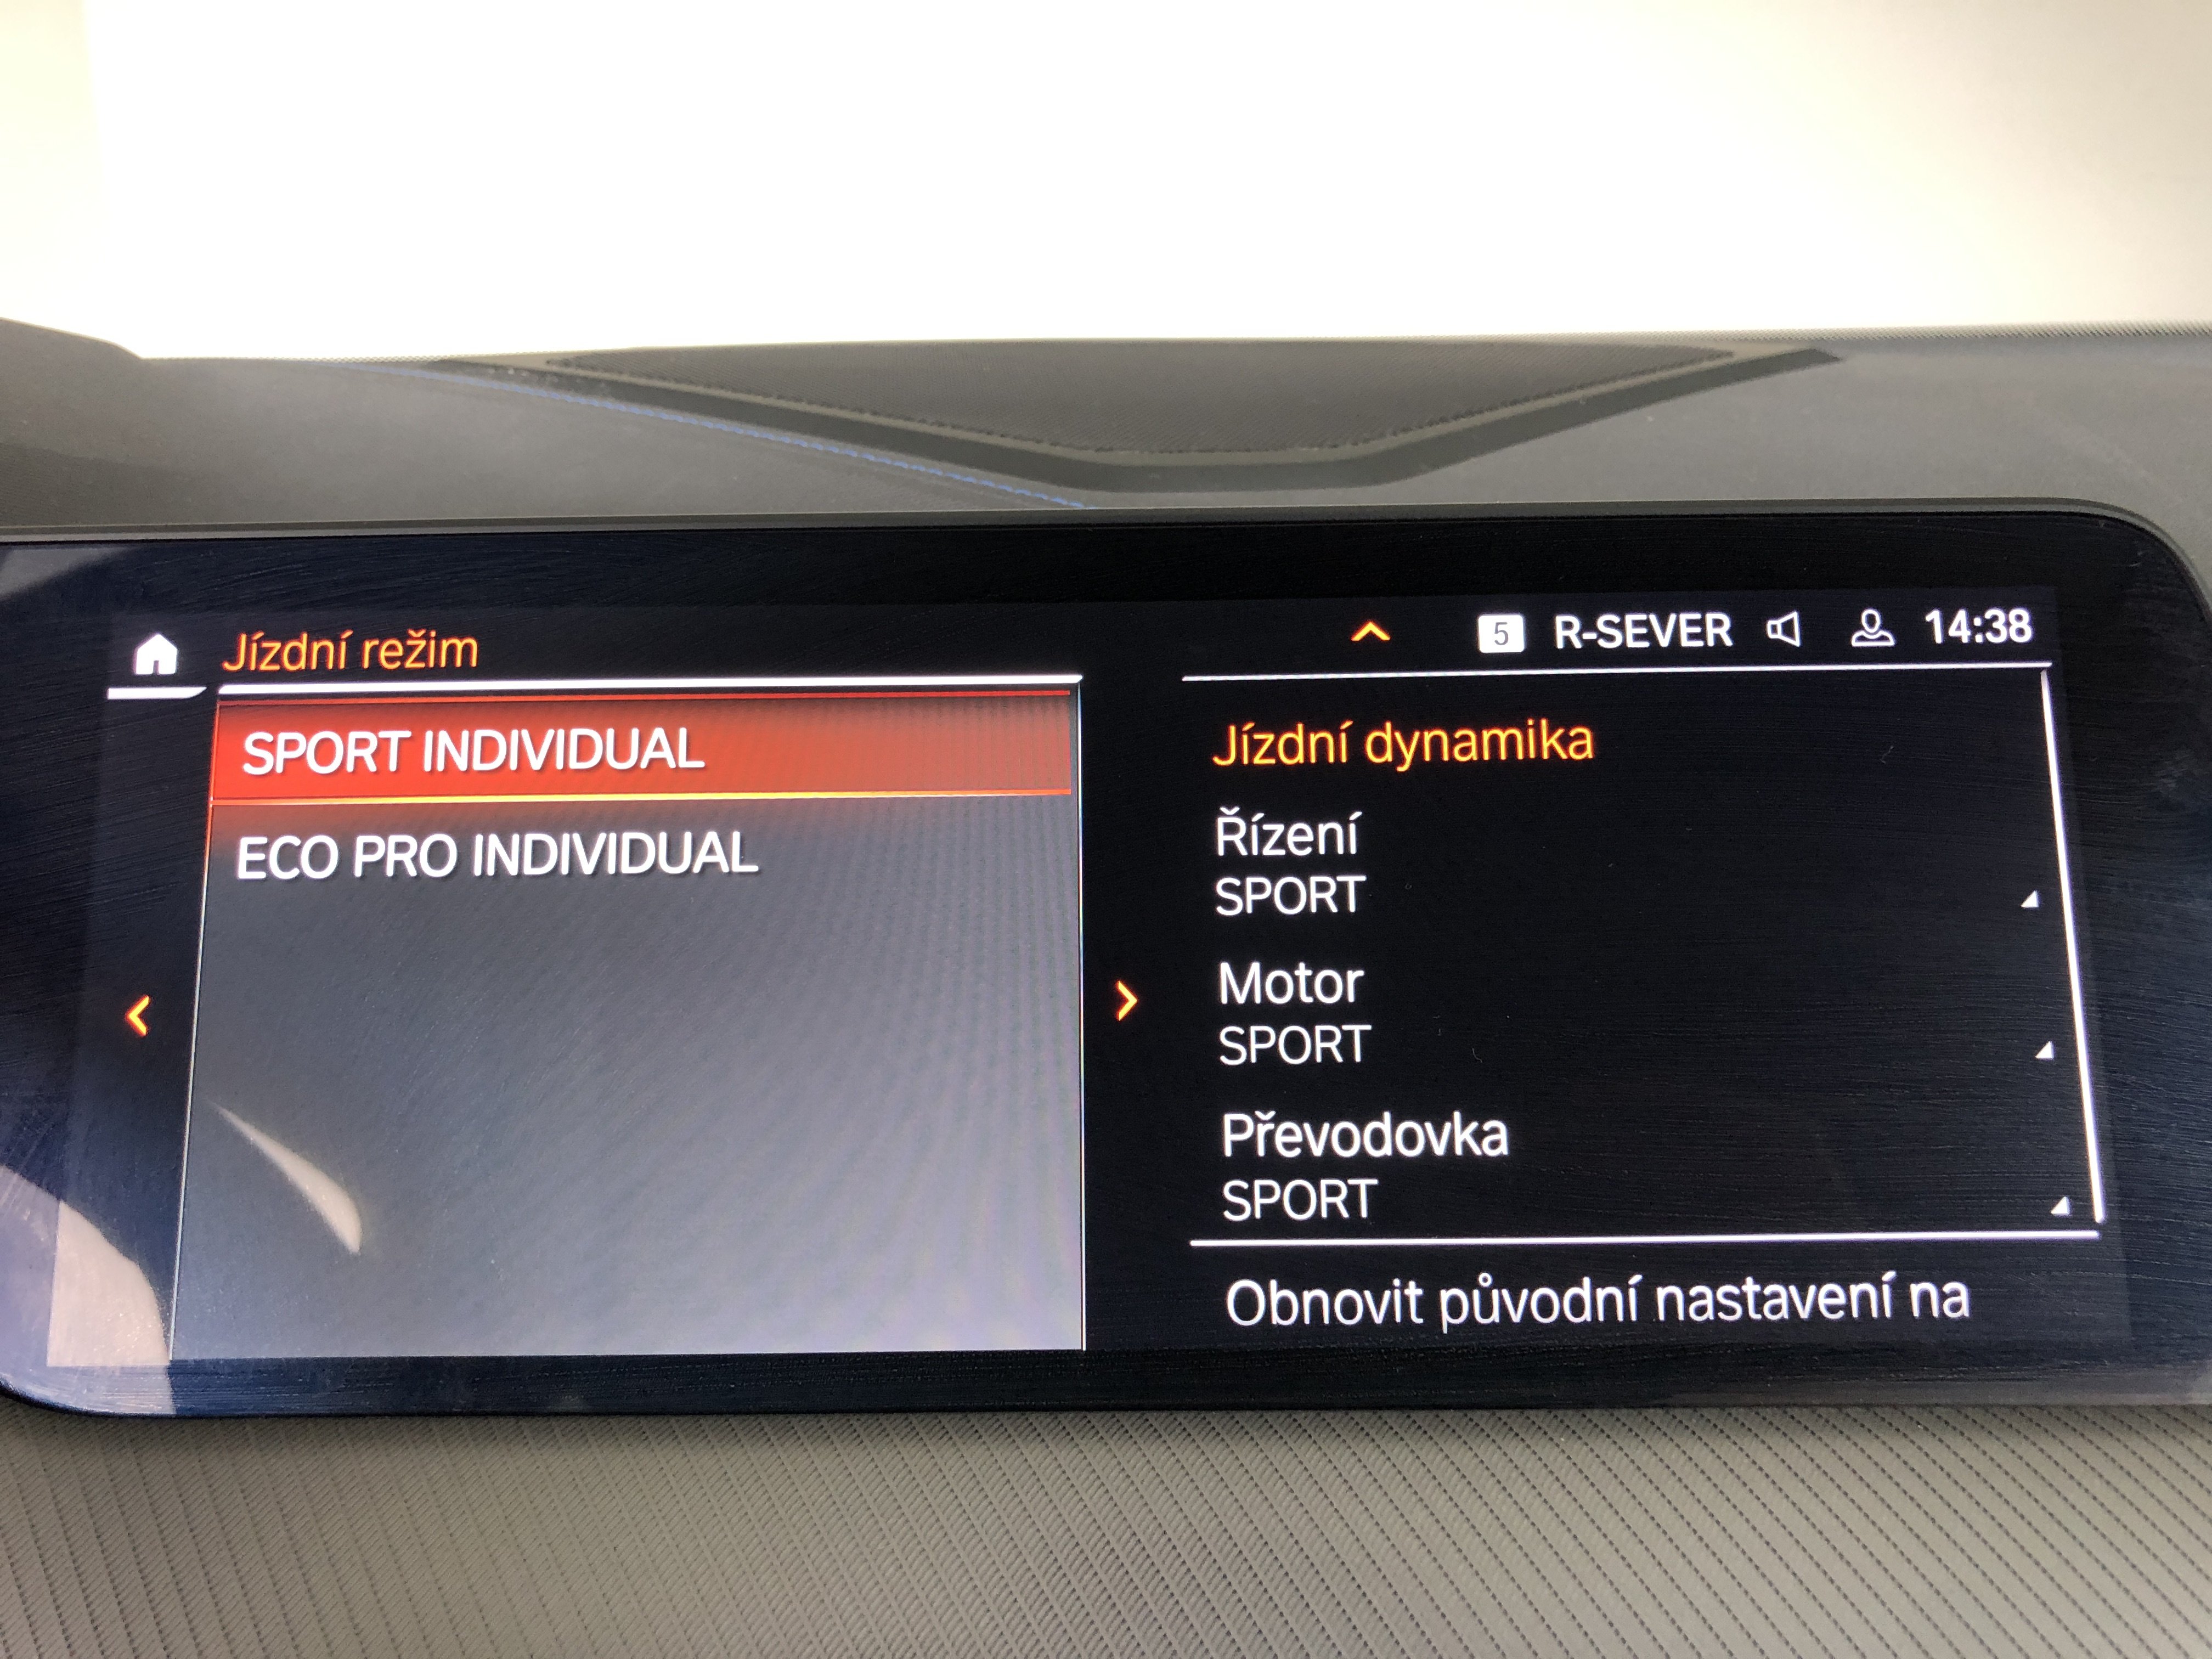 Jízdní režim
5 R-SEVER 14:38
SPORT INDIVIDUAL
ECO PRO INDIVIDUAL
Jízdní dynamika
Řízení
SPORT
Motor
SPORT
Převodovka
SPORT
Obnovit původní nastavení na